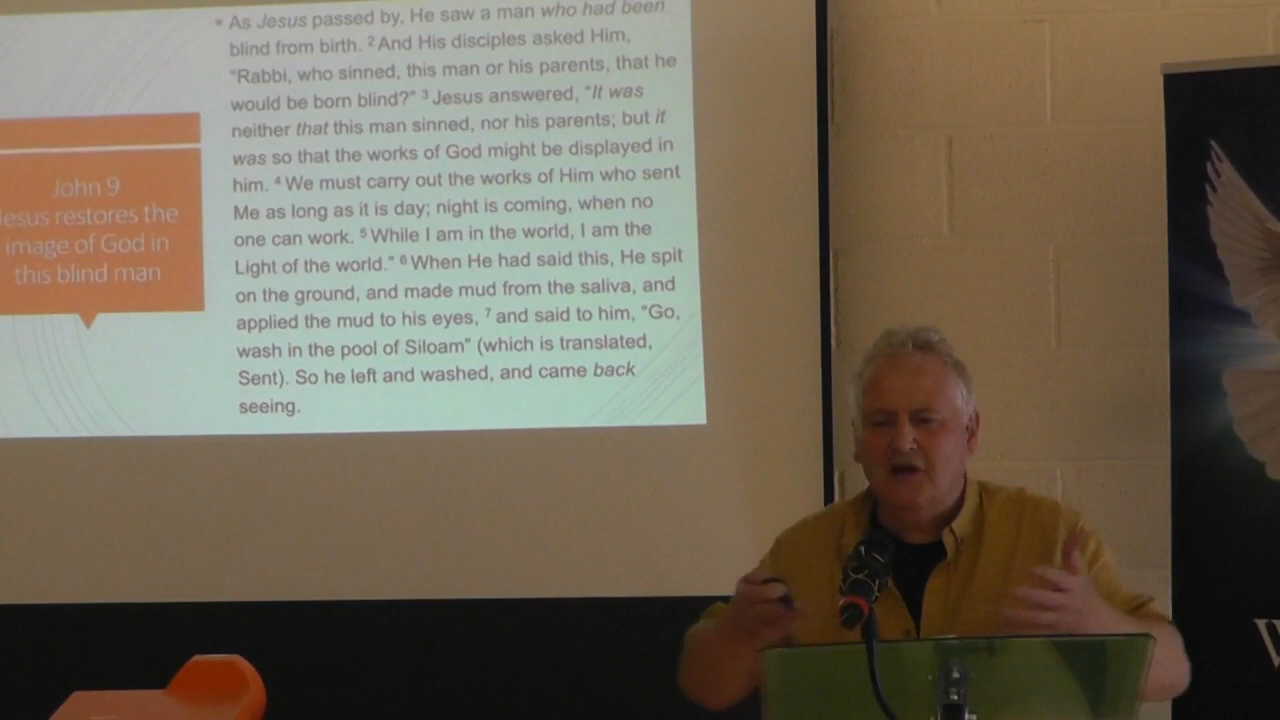 John 9
Jesus restores the
image of God in
this blind man
As Jesus passed by, He saw a man who had been
blind from birth. 2 And His disciples asked Him,
“Rabbi, who sinned, this man or his parents, that he
would be born blind?” 3 Jesus answered, “It was
neither that this man sinned, nor his parents; but it
was so that the works of God might be displayed in
him. 4 We must carry out the works of Him who sent
Me as long as it is day; night is coming, when no
one can work. 5 While I am in the world, I am the
Light of the world.” 6 When He had said this, He spit
on the ground, and made mud from the saliva, and
applied the mud to his eyes, 7 and said to him, “Go,
wash in the pool of Siloam” (which is translated,
Sent). So he left and washed, and came back
seeing.